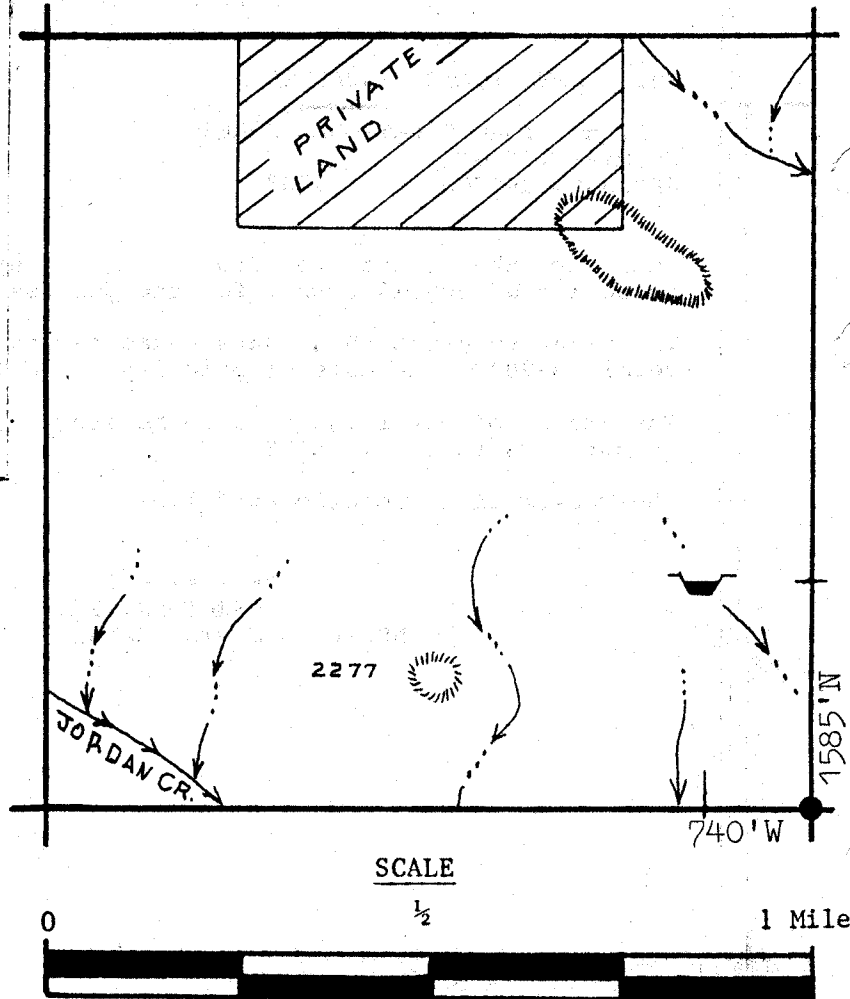 PRIVATE
LAND
2277
JORDAN CR.
1585'N
740'W
SCALE
0 ½ 1 Mile